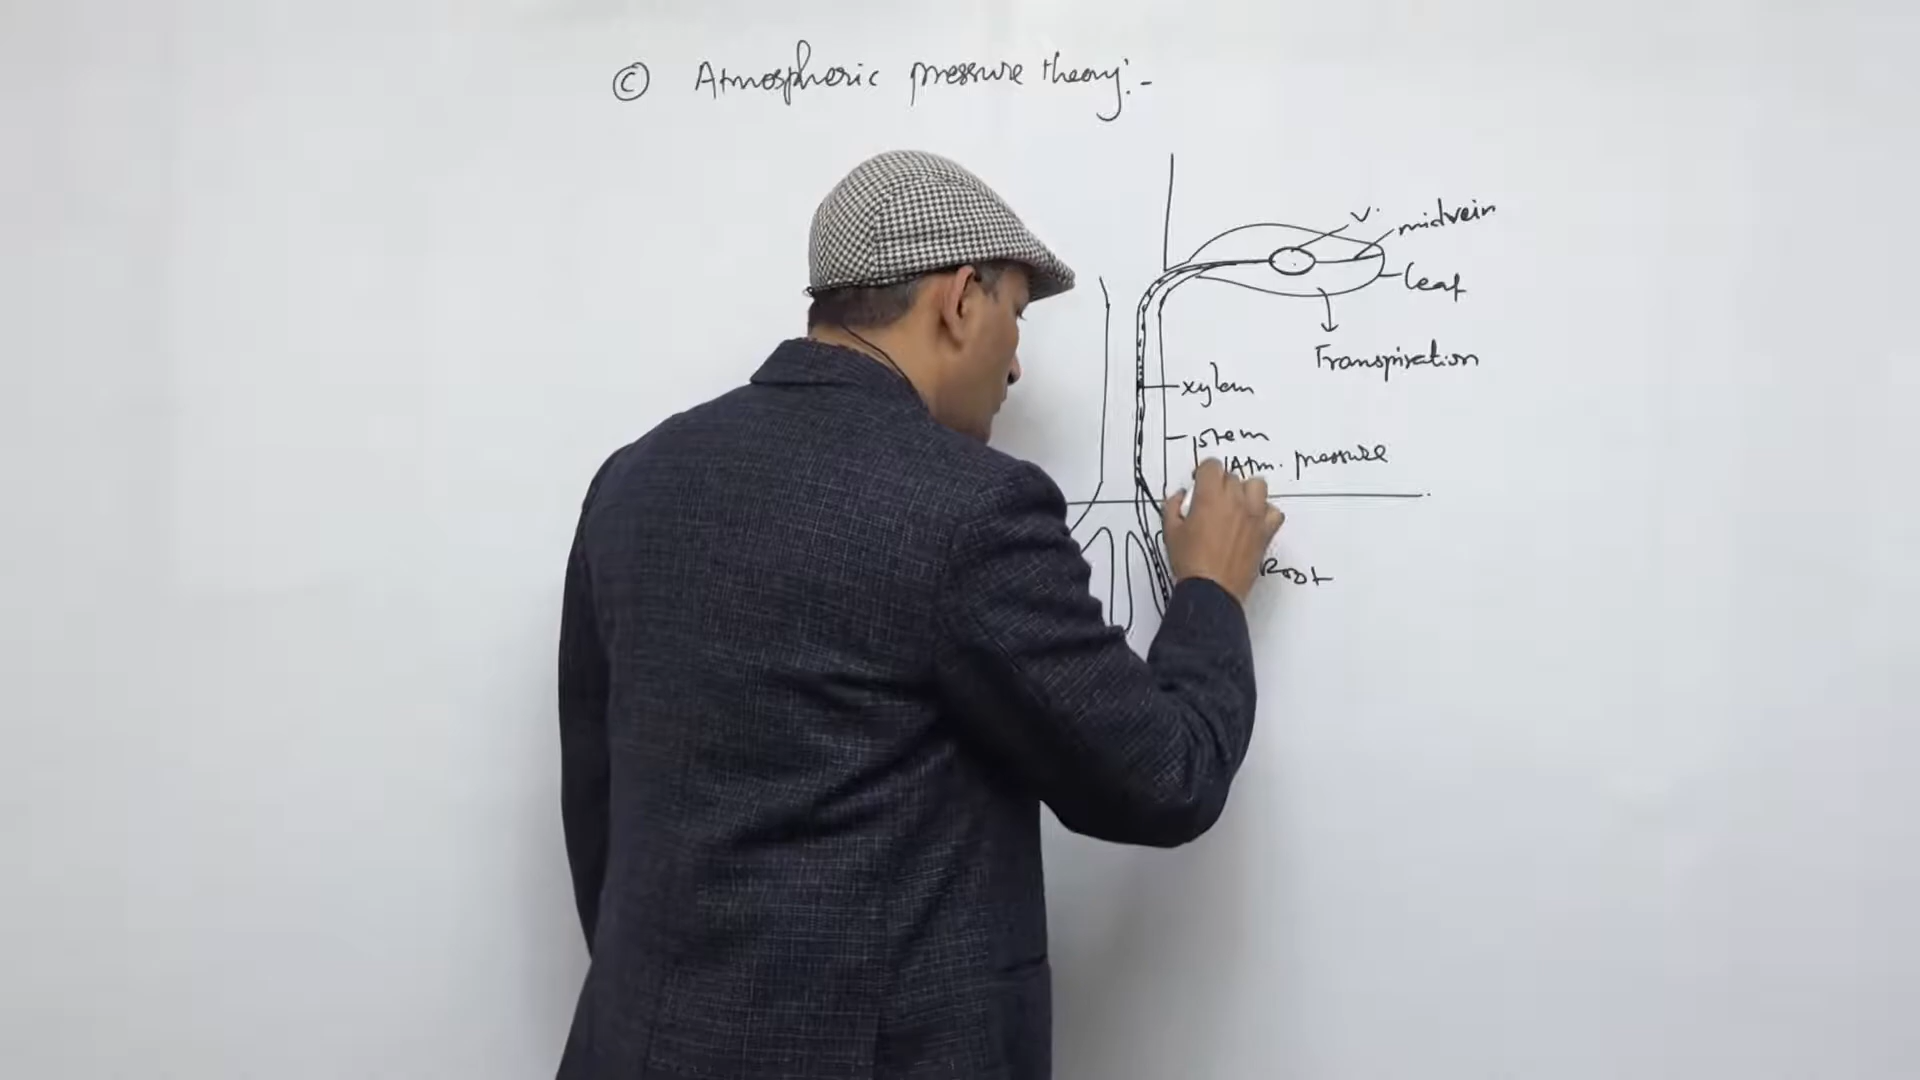 © Atmospheric pressure theory:-
V.
midvein
leaf
Transpiration
xylem
stem
Atm. pressure
Root